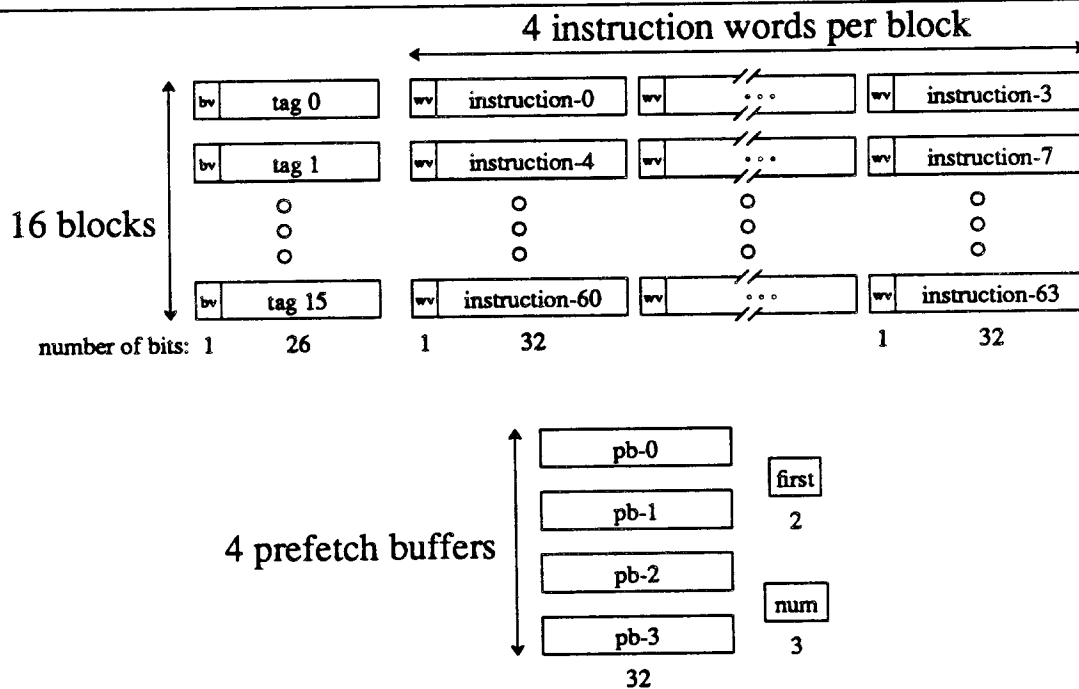 4 instruction words per block
bv tag 0 wv instruction-0 wv ... wv instruction-3
bv tag 1 wv instruction-4 wv ... wv instruction-7
16 blocks
bv tag 15 wv instruction-60 wv ... wv instruction-63
number of bits: 1 26 1 32 1 32
pb-0
first
pb-1
2
4 prefetch buffers
pb-2
num
pb-3
3
32